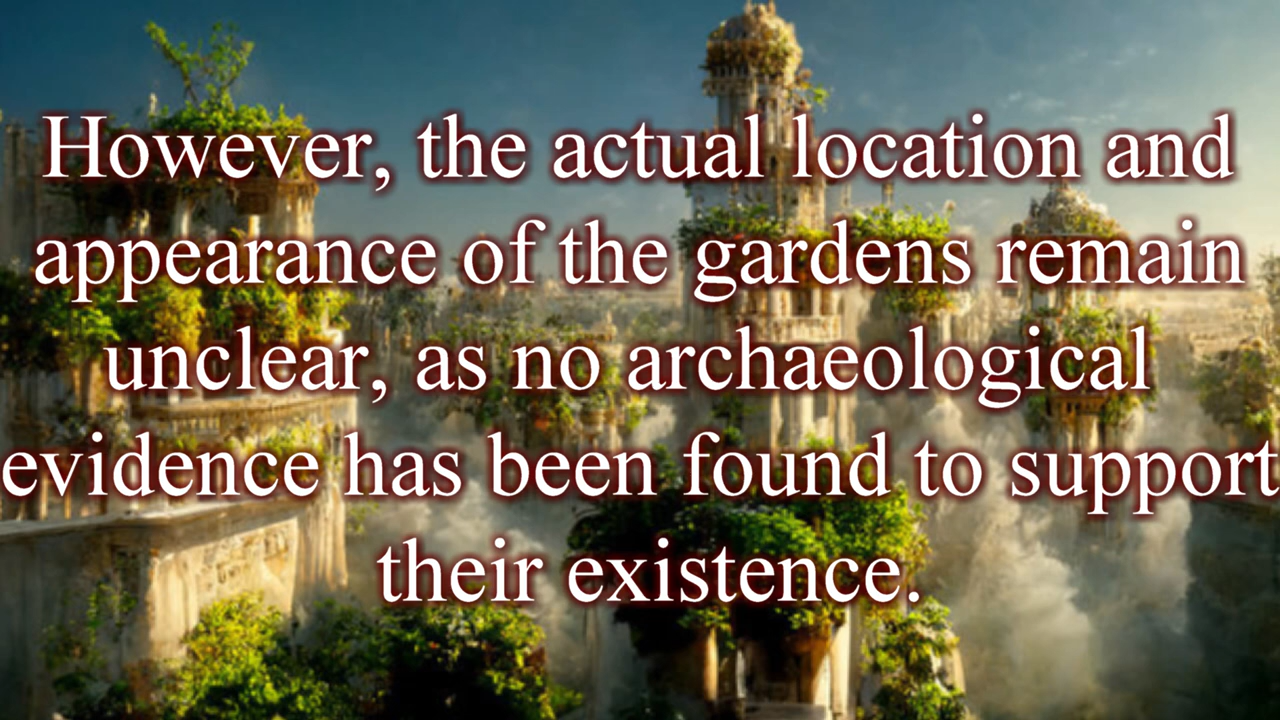 However, the actual location and
appearance of the gardens remain
unclear, as no archaeological
evidence has been found to support
their existence.